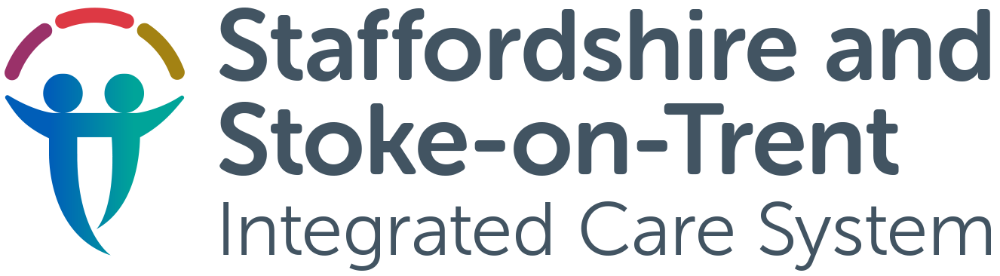 Staffordshire and
Stoke-on-Trent
Integrated Care System